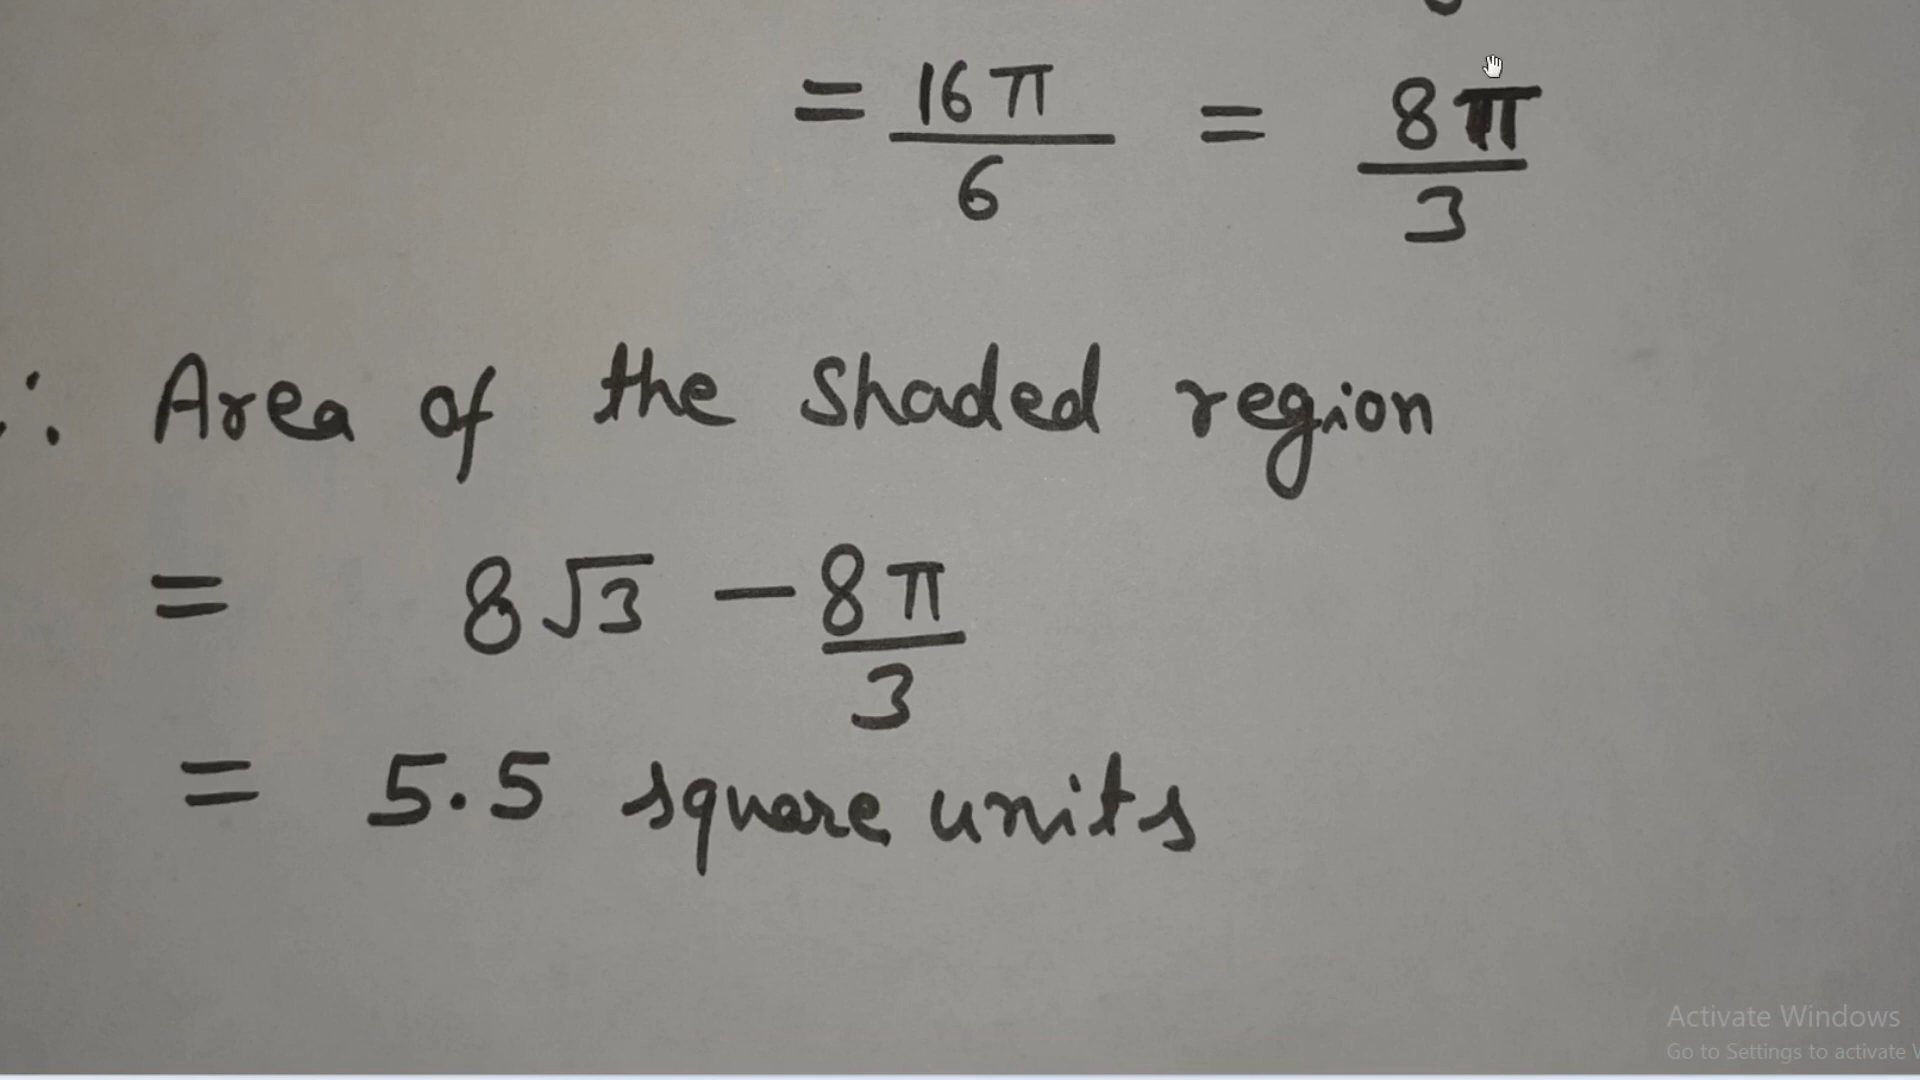 = 16π/6 = 8π/3
∴ Area of the shaded region
= 8√3 − 8π/3
= 5.5 square units
Activate Windows
Go to Settings to activate